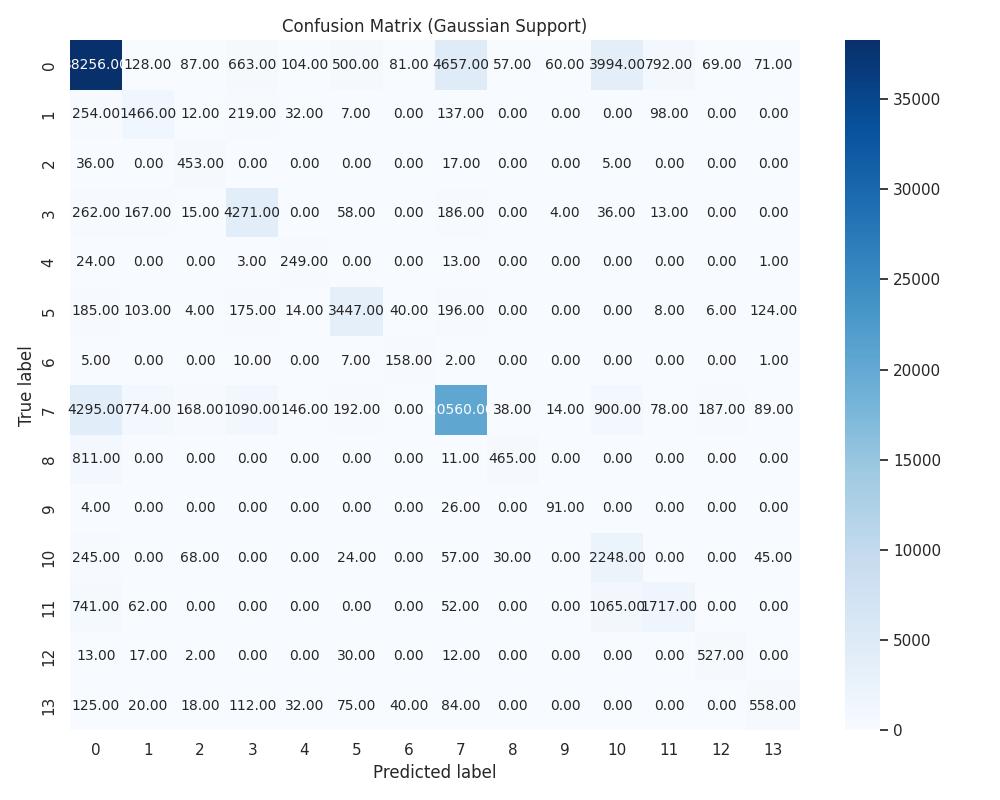 Confusion Matrix (Gaussian Support)
0 8256.00 128.00 87.00 663.00 104.00 500.00 81.00 4657.00 57.00 60.00 3994.00 792.00 69.00 71.00
1 254.00 1466.00 12.00 219.00 32.00 7.00 0.00 137.00 0.00 0.00 0.00 98.00 0.00 0.00
2 36.00 0.00 453.00 0.00 0.00 0.00 0.00 17.00 0.00 0.00 5.00 0.00 0.00 0.00
3 262.00 167.00 15.00 4271.00 0.00 58.00 0.00 186.00 0.00 4.00 36.00 13.00 0.00 0.00
4 24.00 0.00 0.00 3.00 249.00 0.00 0.00 13.00 0.00 0.00 0.00 0.00 0.00 1.00
5 185.00 103.00 4.00 175.00 14.00 3447.00 40.00 196.00 0.00 0.00 0.00 8.00 6.00 124.00
6 5.00 0.00 0.00 10.00 0.00 7.00 158.00 2.00 0.00 0.00 0.00 0.00 0.00 1.00
7 4295.00 774.00 168.00 1090.00 146.00 192.00 0.00 0560.0 38.00 14.00 900.00 78.00 187.00 89.00
8 811.00 0.00 0.00 0.00 0.00 0.00 0.00 11.00 465.00 0.00 0.00 0.00 0.00 0.00
9 4.00 0.00 0.00 0.00 0.00 0.00 0.00 26.00 0.00 91.00 0.00 0.00 0.00 0.00
10 245.00 0.00 68.00 0.00 0.00 24.00 0.00 57.00 30.00 0.00 2248.00 0.00 0.00 45.00
11 741.00 62.00 0.00 0.00 0.00 0.00 0.00 52.00 0.00 0.00 1065.00 1717.00 0.00 0.00
12 13.00 17.00 2.00 0.00 0.00 30.00 0.00 12.00 0.00 0.00 0.00 0.00 527.00 0.00
13 125.00 20.00 18.00 112.00 32.00 75.00 40.00 84.00 0.00 0.00 0.00 0.00 0.00 558.00
0 1 2 3 4 5 6 7 8 9 10 11 12 13
Predicted label
True label
35000
30000
25000
20000
15000
10000
5000
0